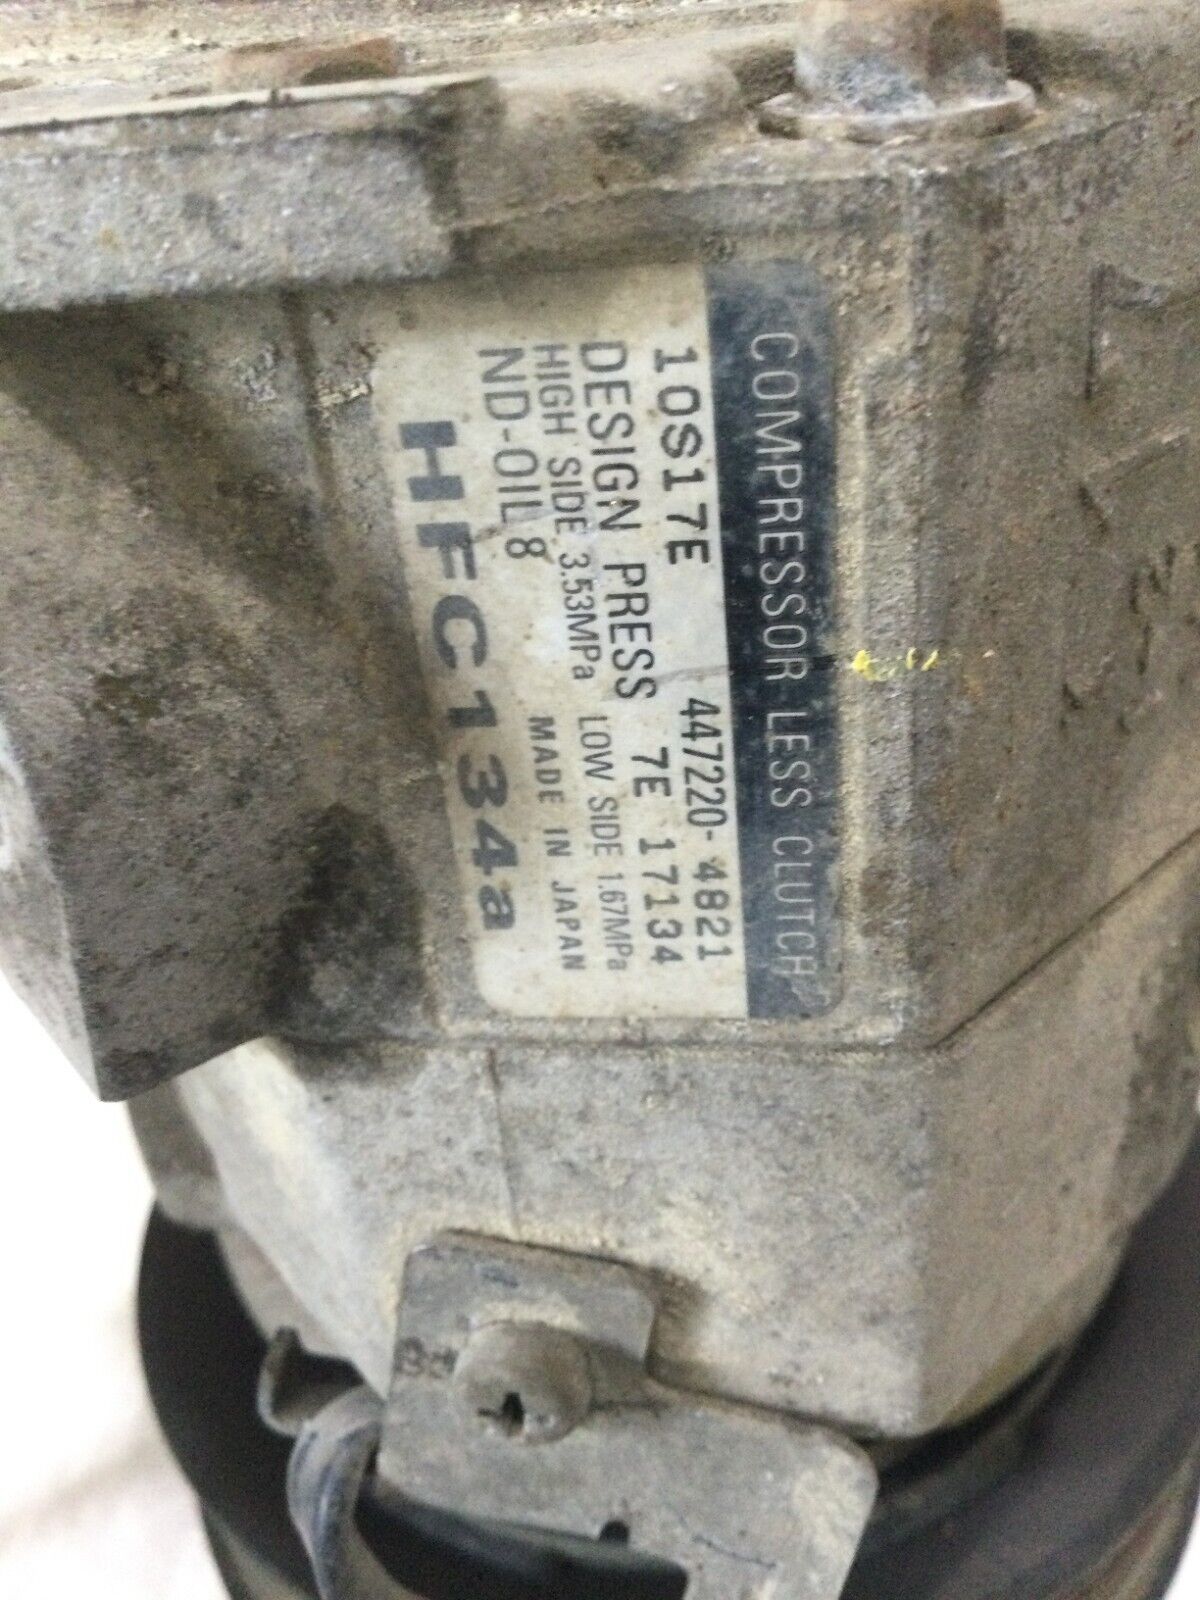 COMPRESSOR LESS CLUTCH
10S17E 447220-4821
DESIGN PRESS 7E 17134
HIGH SIDE 3.53MPa LOW SIDE 1.67MPa
ND-OIL 8 MADE IN JAPAN
HFC134a